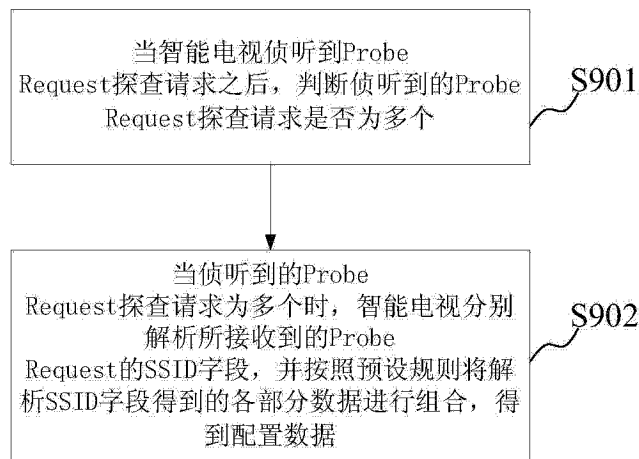 当智能电视侦听到Probe
Request探查请求之后，判断侦听到的Probe
Request探查请求是否为多个
S901
当侦听到的Probe
Request探查请求为多个时，智能电视分别
解析所接收到的Probe
Request的SSID字段，并按照预设规则将解
析SSID字段得到的各部分数据进行组合，得
到配置数据
S902